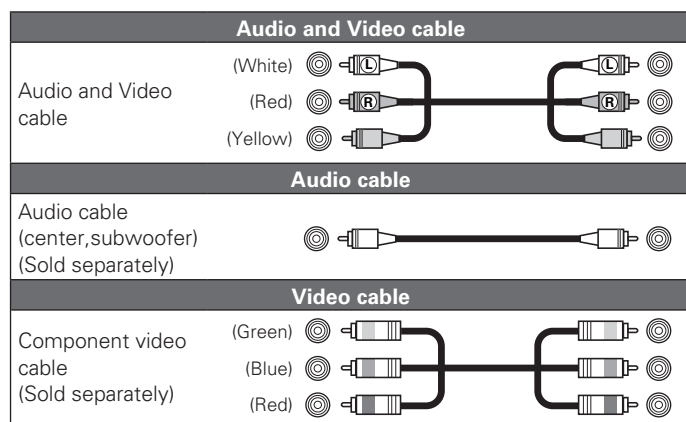 Audio and Video cable
Audio and Video
cable
(White) L L
(Red) R R
(Yellow)
Audio cable
Audio cable
(center,subwoofer)
(Sold separately)
Video cable
Component video
cable
(Sold separately)
(Green)
(Blue)
(Red)